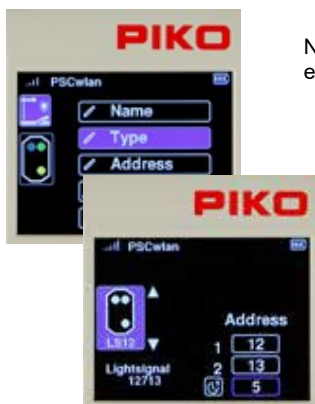 PIKO
N
e
PSCwlan
Name
Type
Address
PIKO
PSCwlan
Address
LS12
1 12
2 13
5
Lightsignal
12713